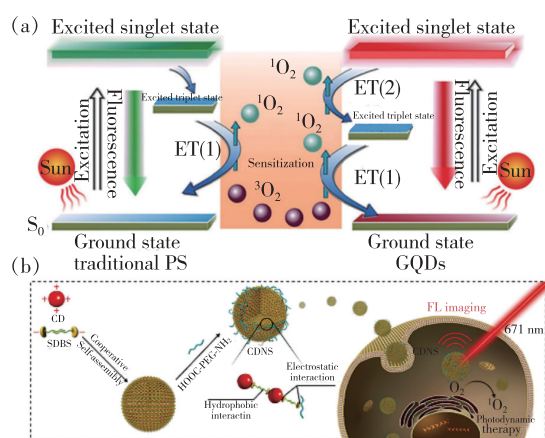 (a)
Excited singlet state
Excited singlet state
¹O₂
ET(2)
Excited triplet state
¹O₂
¹O₂
Excited triplet state
Excitation
Fluorescence
ET(1)
Sensitization
ET(1)
Fluorescence
Excitation
Sun
Sun
³O₂
S₀
Ground state
traditional PS
Ground state
GQDs
(b)
CD
SDBS
Cooperative
Self-assembly
HOOC-PEG-NH₂
CDNS
Electrostatic
interaction
Hydrophobic
interactin
FL imaging
671 nm
CDNS
O₂
¹O₂
Photodynamic
therapy